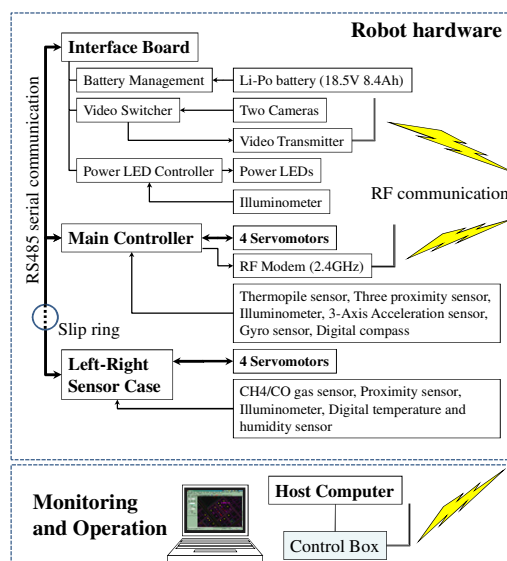 Robot hardware
Interface Board
Battery Management
Li-Po battery (18.5V 8.4Ah)
Video Switcher
Two Cameras
Video Transmitter
Power LED Controller
Power LEDs
Illuminometer
RF communication
RS485 serial communication
Main Controller
4 Servomotors
RF Modem (2.4GHz)
Thermopile sensor, Three proximity sensor,
Illuminometer, 3-Axis Acceleration sensor,
Gyro sensor, Digital compass
Slip ring
Left-Right
Sensor Case
4 Servomotors
CH4/CO gas sensor, Proximity sensor,
Illuminometer, Digital temperature and
humidity sensor
Monitoring
and Operation
Host Computer
Control Box